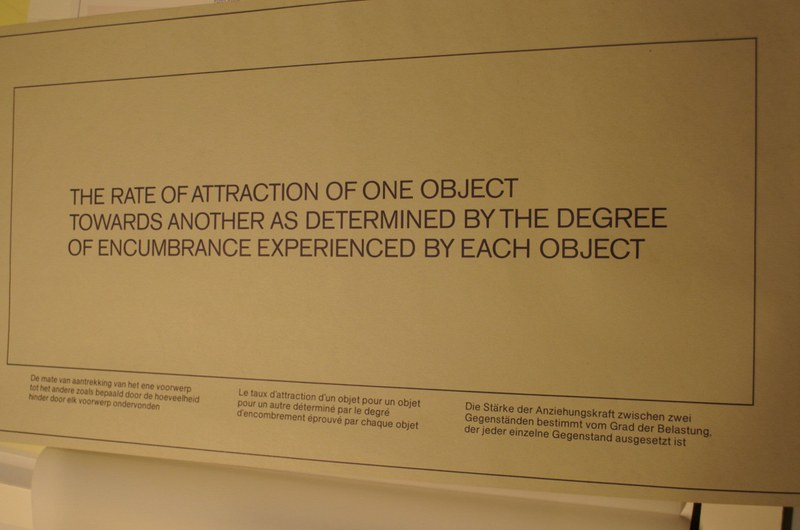 THE RATE OF ATTRACTION OF ONE OBJECT
TOWARDS ANOTHER AS DETERMINED BY THE DEGREE
OF ENCUMBRANCE EXPERIENCED BY EACH OBJECT
De mate van aantrekking van het ene voorwerp
tot het andere zoals bepaald door de hoeveelheid
hinder door elk voorwerp ondervonden
Le taux d'attraction d'un objet pour un objet
pour un autre déterminé par le degré
d'encombrement éprouvé par chaque objet
Die Stärke der Anziehungskraft zwischen zwei
Gegenständen bestimmt vom Grad der Belastung,
der jeder einzelne Gegenstand ausgesetzt ist